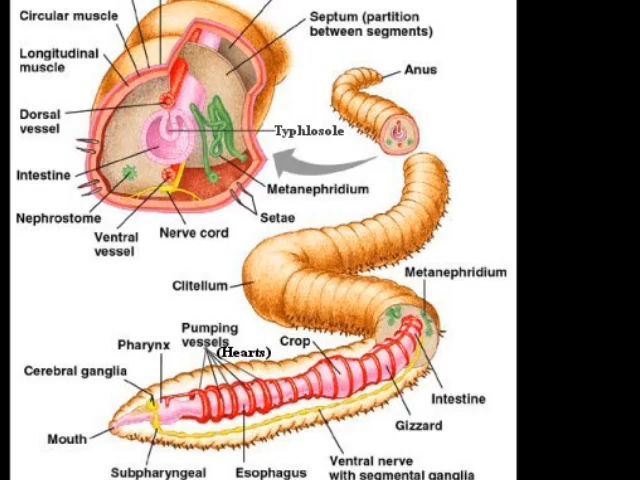 Circular muscle
Septum (partition
between segments)
Longitudinal
muscle
Anus
Dorsal
vessel
Typhlosole
Intestine
Metanephridium
Nephrostome
Setae
Ventral
vessel
Nerve cord
Metanephridium
Clitellum
Pumping
vessels
(Hearts)
Crop
Pharynx
Cerebral ganglia
Intestine
Gizzard
Mouth
Subpharyngeal
Esophagus
Ventral nerve
with segmental ganglia